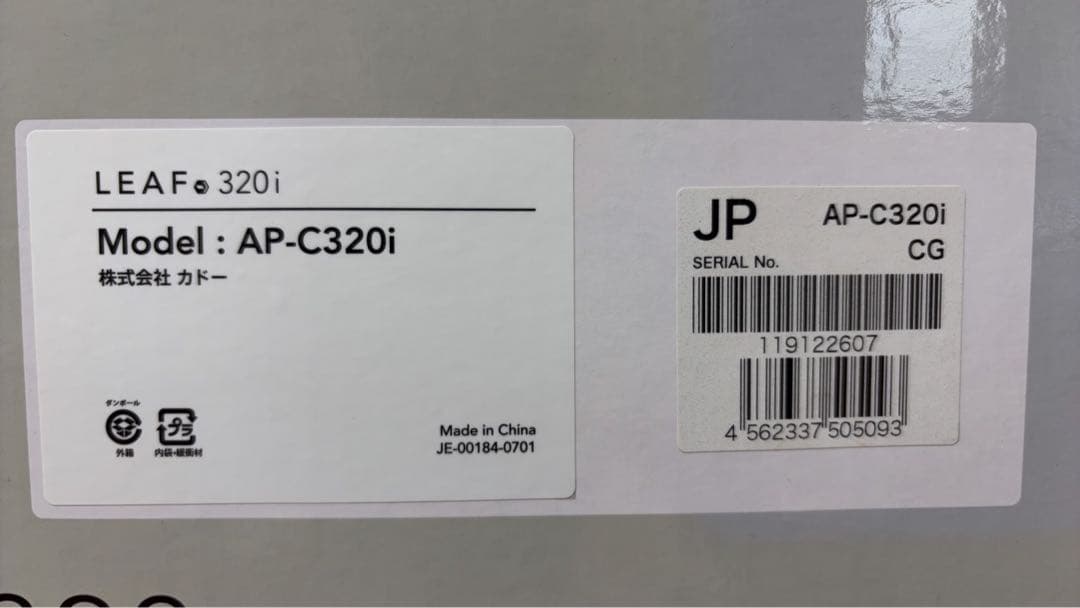 LEAF 320i
Model : AP-C320i
株式会社 カドー
ダンボール
外箱
プラ
内袋・緩衝材
Made in China
JE-00184-0701
JP
AP-C320i
CG
SERIAL No.
119122607
4 562337 505093